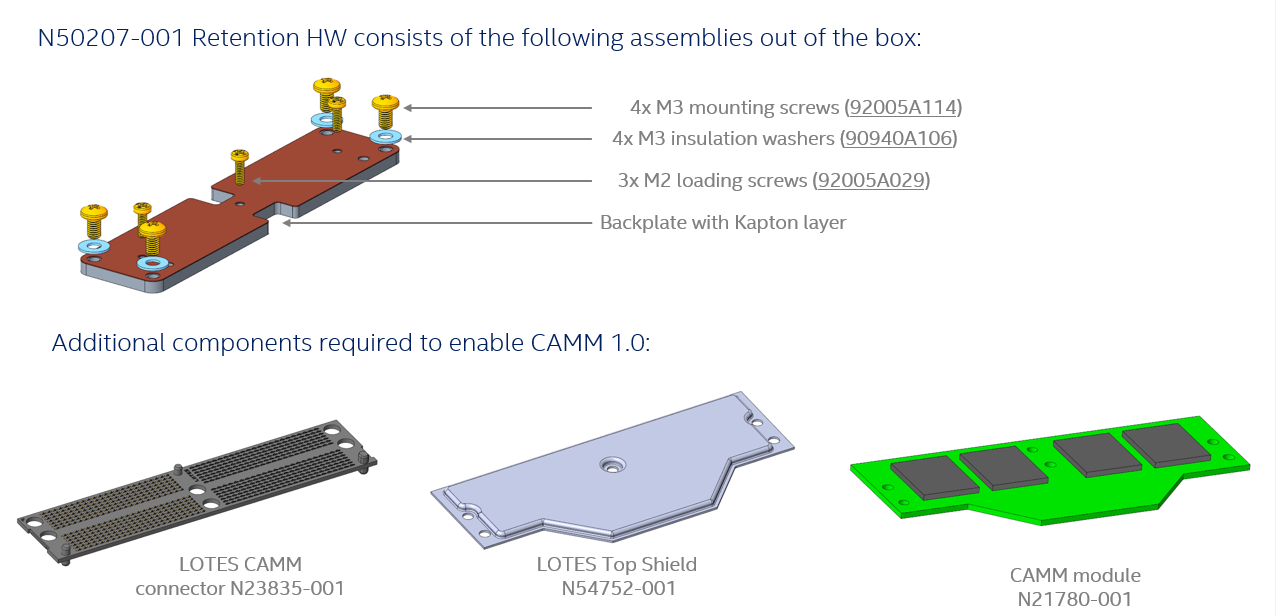 N50207-001 Retention HW consists of the following assemblies out of the box:
4x M3 mounting screws (92005A114)
4x M3 insulation washers (90940A106)
3x M2 loading screws (92005A029)
Backplate with Kapton layer
Additional components required to enable CAMM 1.0:
LOTES CAMM
connector N23835-001
LOTES Top Shield
N54752-001
CAMM module
N21780-001